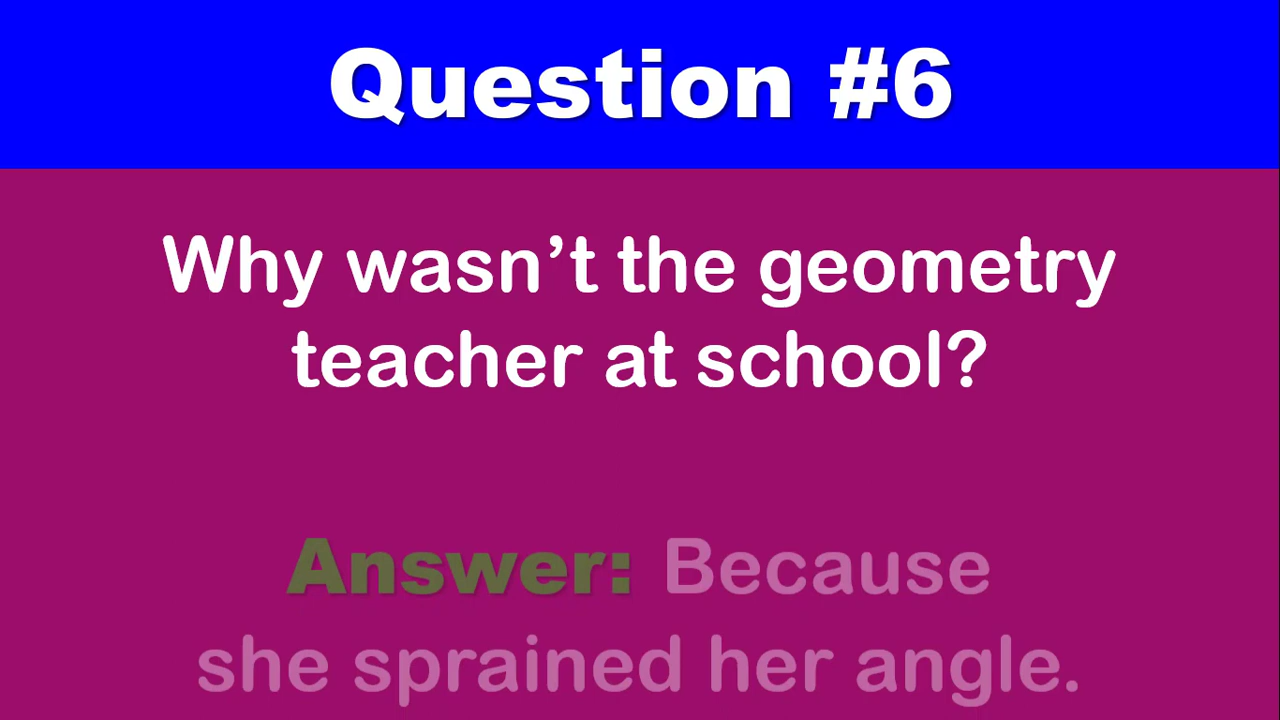 Question #6
Why wasn’t the geometry
teacher at school?
Answer: Because
she sprained her angle.